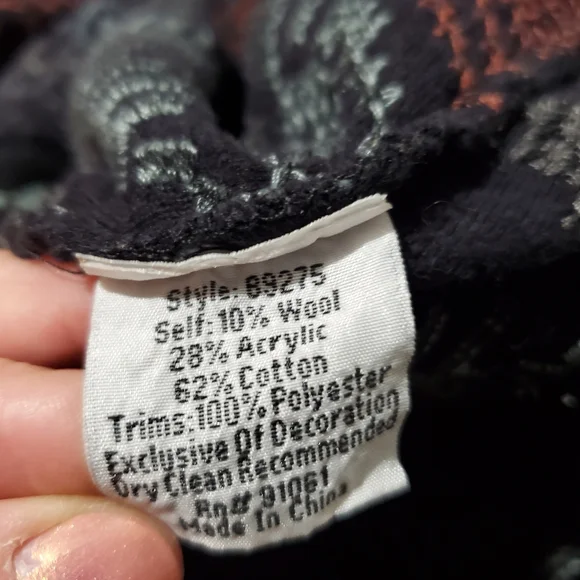 Style: 89275
Self: 10% Wool
28% Acrylic
62% Cotton
Trims: 100% Polyester
Exclusive Of Decoration
Dry Clean Recommended
Rn# 91061
Made In China